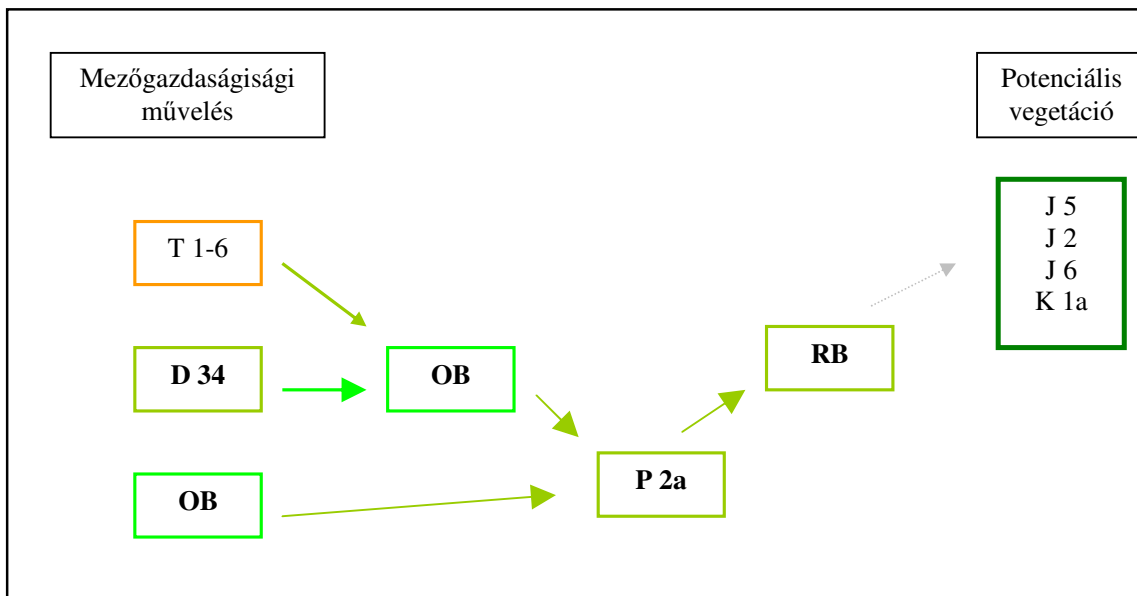 Mezőgazdaságisági
művelés
Potenciális
vegetáció
T 1-6
J 5
J 2
J 6
K 1a
D 34
OB
RB
OB
P 2a